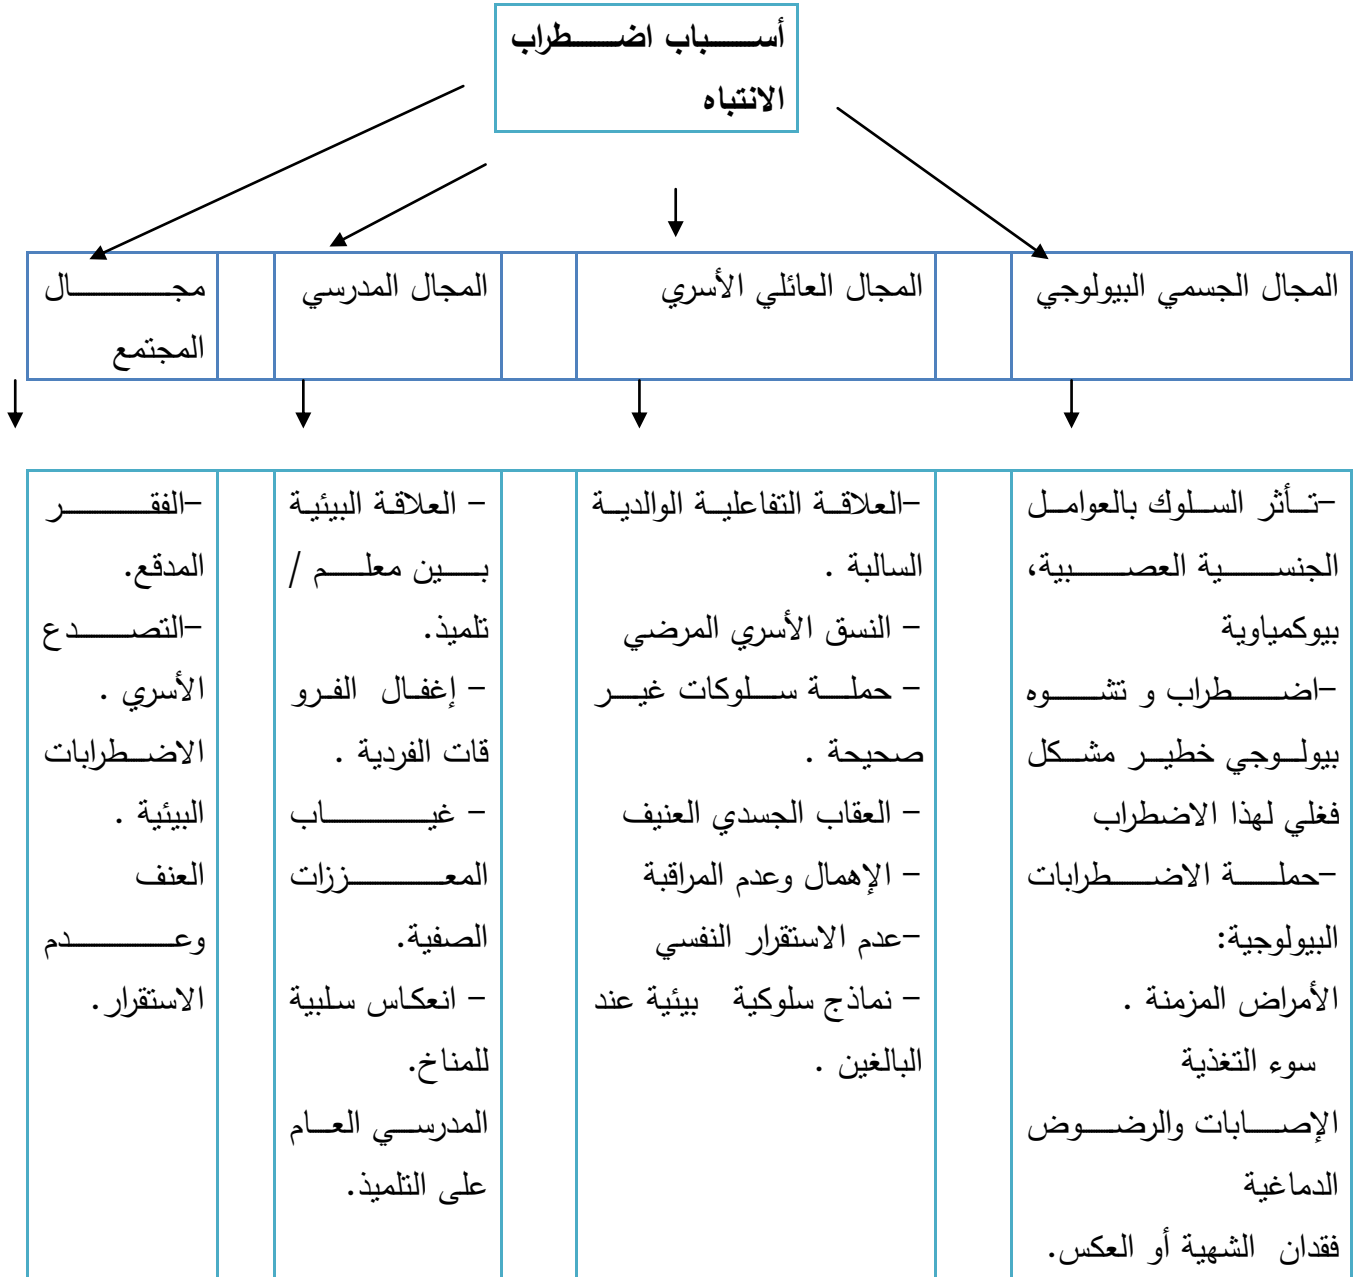 أسباب اضطراب
الانتباه
المجال الجسمي البيولوجي
المجال العائلي الأسري
المجال المدرسي
مجال
المجتمع
-تأثر السلوك بالعوامل
الجنسية العصبية،
بيوكمياوية
-اضطراب و تشوه
بيولوجي خطير مشكل
فغلي لهذا الاضطراب
-حملة الاضطرابات
البيولوجية:
الأمراض المزمنة .
سوء التغذية
الإصابات والرضوض
الدماغية
فقدان الشهية أو العكس.
-العلاقة التفاعلية الوالدية
السالبة .
- النسق الأسري المرضي
- حملة سلوكات غير
صحيحة .
- العقاب الجسدي العنيف
- الإهمال وعدم المراقبة
-عدم الاستقرار النفسي
- نماذج سلوكية بيئية عند
البالغين .
- العلاقة البيئية
بين معلم /
تلميذ.
- إغفال الفرو
قات الفردية .
- غياب
المعززات
الصفية.
- انعكاس سلبية
للمناخ.
المدرسي العام
على التلميذ.
-الفقر
المدقع.
-التصدع
الأسري .
الاضطرابات
البيئية .
العنف
وعدم
الاستقرار.